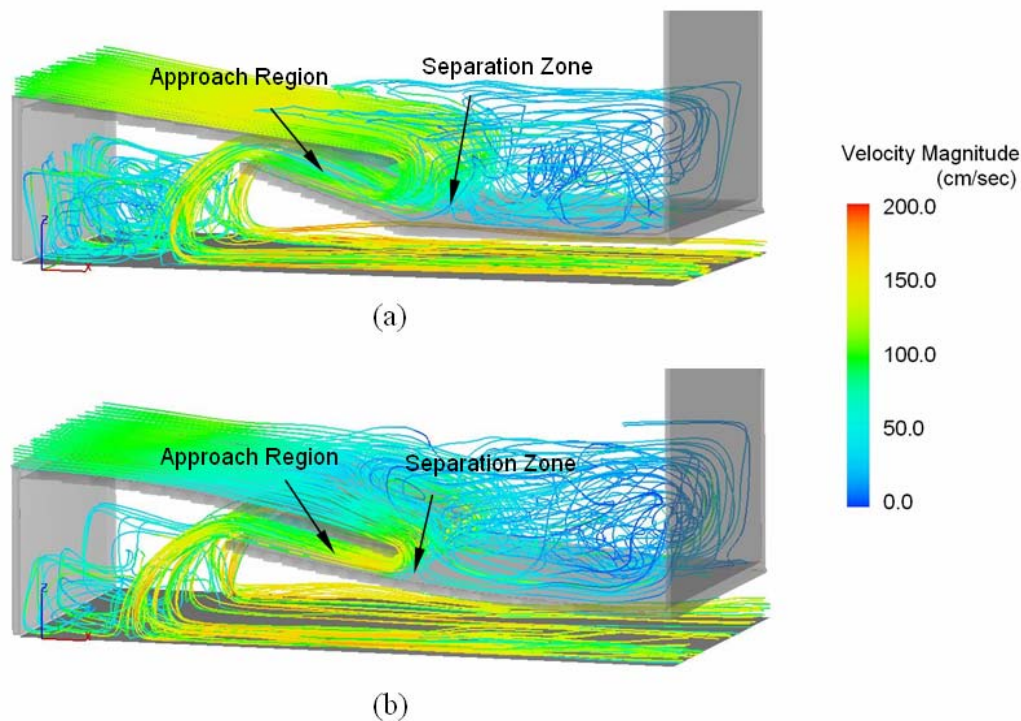 Approach Region
Separation Zone
Velocity Magnitude
(cm/sec)
200.0
150.0
100.0
50.0
0.0
z
x
(a)
Approach Region
Separation Zone
z
x
(b)